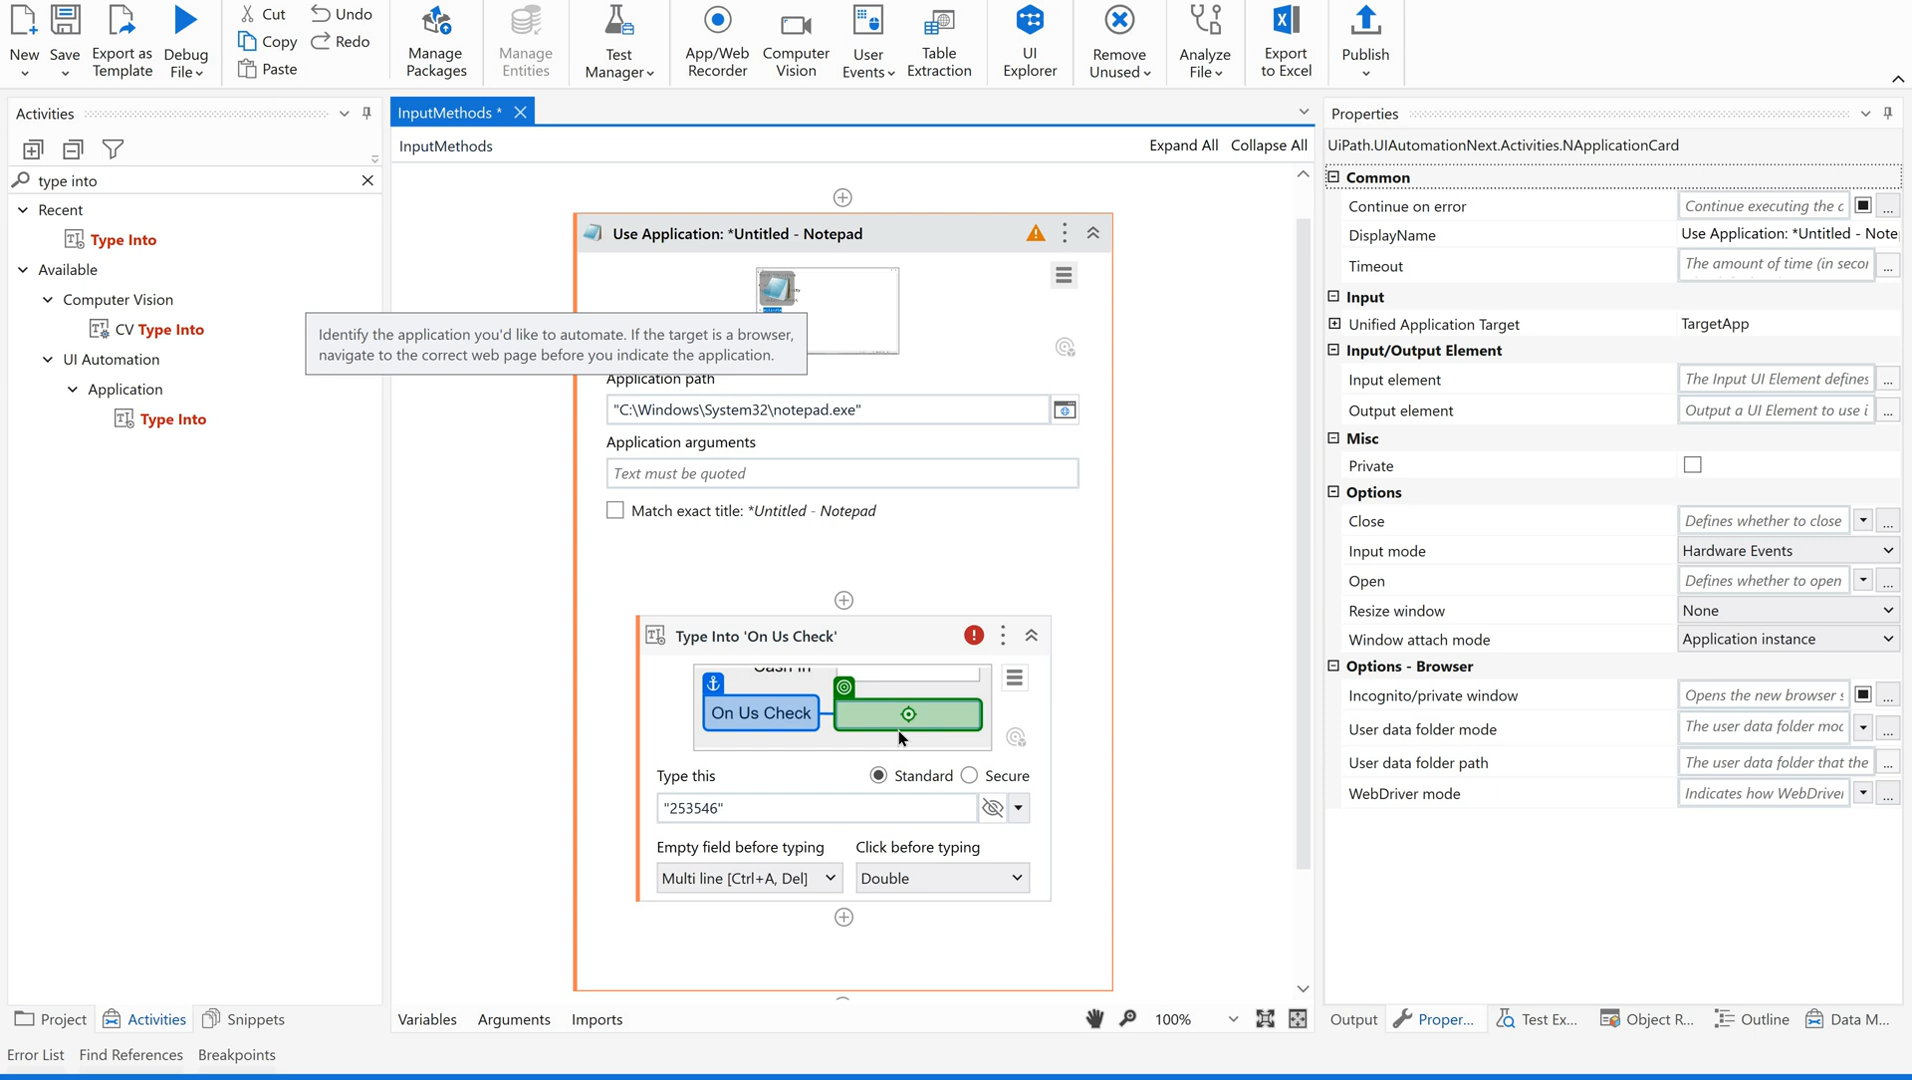 New
Save
Export as
Template
Debug
File
Cut
Copy
Paste
Undo
Redo
Manage
Packages
Manage
Entities
Test
Manager
App/Web
Recorder
Computer
Vision
User
Events
Table
Extraction
UI
Explorer
Remove
Unused
Analyze
File
Export
to Excel
Publish
Activities
type into
Recent
Type Into
Available
Computer Vision
CV Type Into
UI Automation
Application
Type Into
InputMethods *
InputMethods
Expand All
Collapse All
Use Application: *Untitled - Notepad
Identify the application you'd like to automate. If the target is a browser,
navigate to the correct web page before you indicate the application.
Application path
"C:\Windows\System32\notepad.exe"
Application arguments
Text must be quoted
Match exact title: *Untitled - Notepad
Type Into 'On Us Check'
Cash In
On Us Check
Type this
Standard
Secure
"253546"
Empty field before typing
Click before typing
Multi line [Ctrl+A, Del]
Double
Properties
UiPath.UIAutomationNext.Activities.NApplicationCard
Common
Continue on error
Continue executing the c
...
DisplayName
Use Application: *Untitled - Note
Timeout
The amount of time (in secon
...
Input
Unified Application Target
TargetApp
Input/Output Element
Input element
The Input UI Element defines
...
Output element
Output a UI Element to use i
...
Misc
Private
Options
Close
Defines whether to close
...
Input mode
Hardware Events
Open
Defines whether to open
...
Resize window
None
Window attach mode
Application instance
Options - Browser
Incognito/private window
Opens the new browser s
...
User data folder mode
The user data folder moc
...
User data folder path
The user data folder that the
...
WebDriver mode
Indicates how WebDriver
...
Project
Activities
Snippets
Variables
Arguments
Imports
100%
Output
Proper...
Test Ex...
Object R...
Outline
Data M...
Error List
Find References
Breakpoints